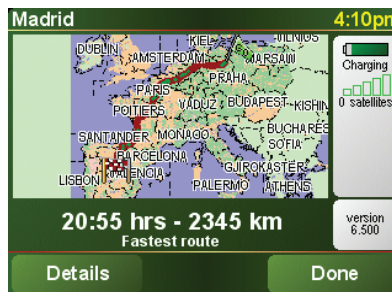 Madrid 4:10pm
DUBLIN KIEL VILNIUS
AMSTERDAM WARSAW
Charging
PARIS PRAHA
0 satellites
POITIERS VADUZ BUDAPEST KISHIN
SANTANDER MONACO BUCHARES
SOFIA
BARCELONA GJIROKASTER
LISBON VALENCIA PALERMO ATHENS
20:55 hrs - 2345 km
Fastest route
version
6.500
Details Done